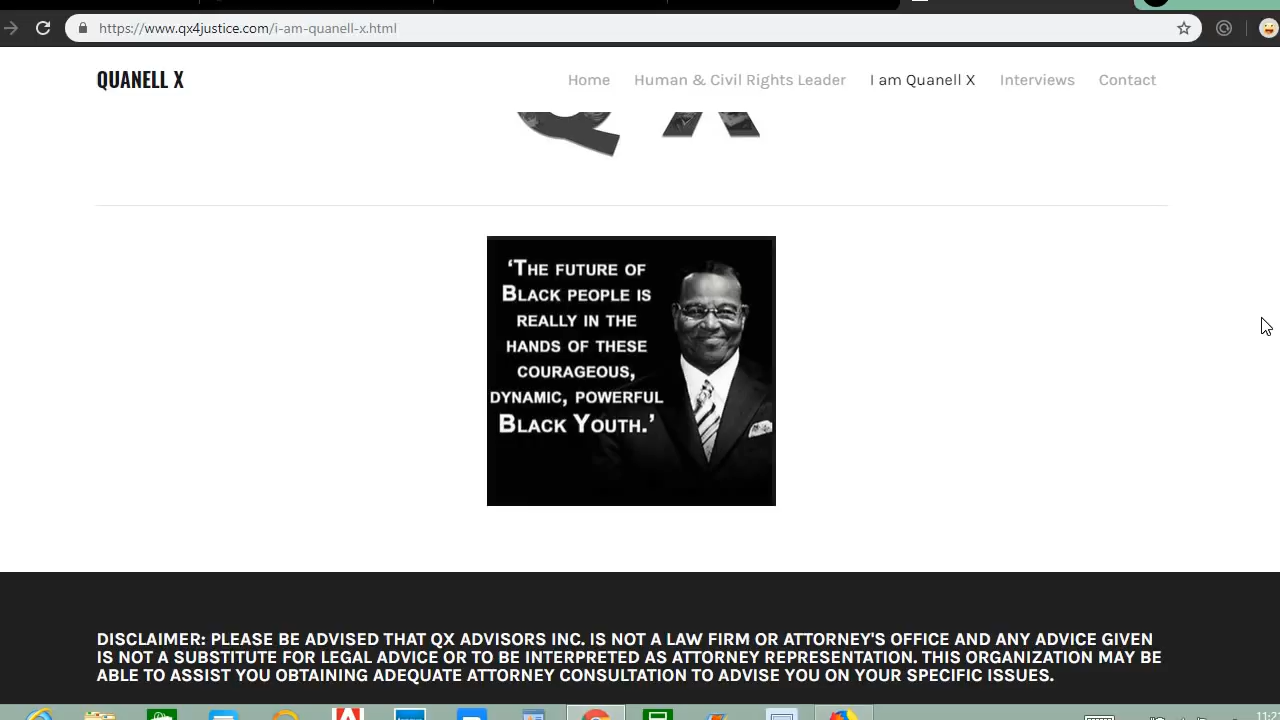 https://www.qx4justice.com/i-am-quanell-x.html
QUANELL X
Home Human & Civil Rights Leader I am Quanell X Interviews Contact
Q X
‘THE FUTURE OF
BLACK PEOPLE IS
REALLY IN THE
HANDS OF THESE
COURAGEOUS,
DYNAMIC, POWERFUL
BLACK YOUTH.’
DISCLAIMER: PLEASE BE ADVISED THAT QX ADVISORS INC. IS NOT A LAW FIRM OR ATTORNEY'S OFFICE AND ANY ADVICE GIVEN
IS NOT A SUBSTITUTE FOR LEGAL ADVICE OR TO BE INTERPRETED AS ATTORNEY REPRESENTATION. THIS ORGANIZATION MAY BE
ABLE TO ASSIST YOU OBTAINING ADEQUATE ATTORNEY CONSULTATION TO ADVISE YOU ON YOUR SPECIFIC ISSUES.